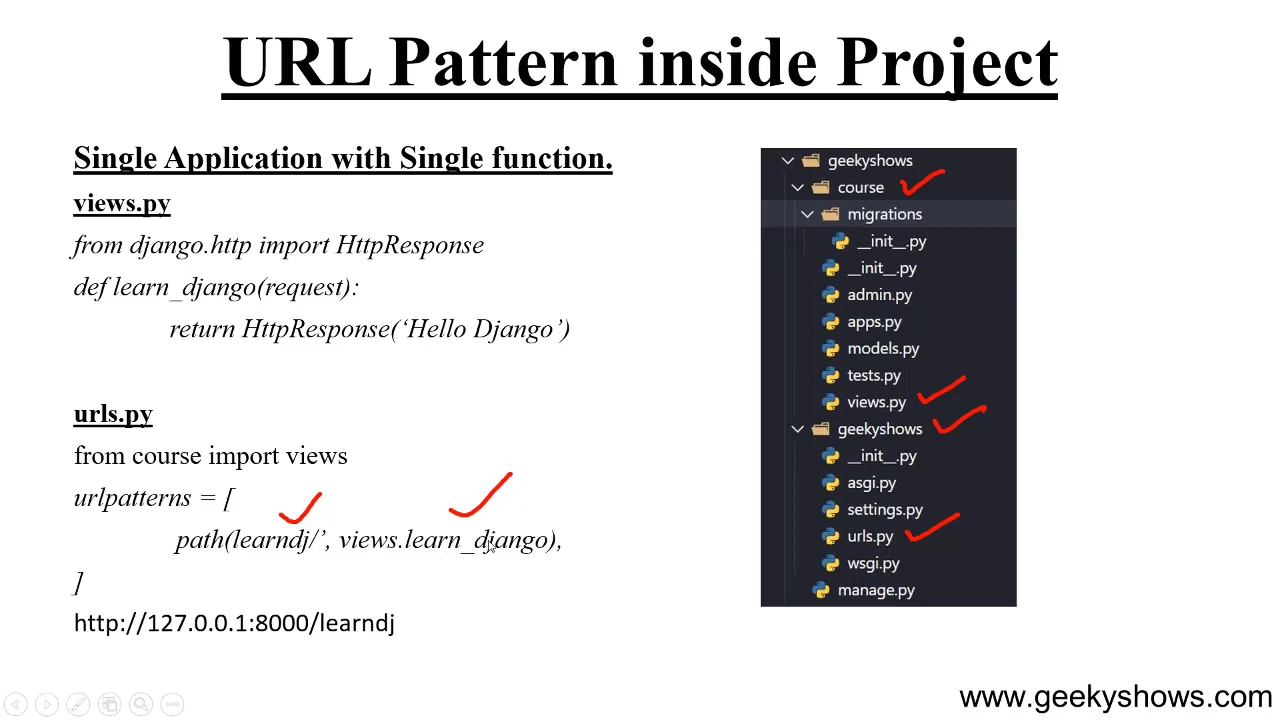 URL Pattern inside Project
Single Application with Single function.
views.py
from django.http import HttpResponse
def learn_django(request):
return HttpResponse(‘Hello Django’)
urls.py
from course import views
urlpatterns = [
path(learndj/’, views.learn_django),
]
http://127.0.0.1:8000/learndj
geekyshows
course
migrations
__init__.py
__init__.py
admin.py
apps.py
models.py
tests.py
views.py
geekyshows
__init__.py
asgi.py
settings.py
urls.py
wsgi.py
manage.py
www.geekyshows.com